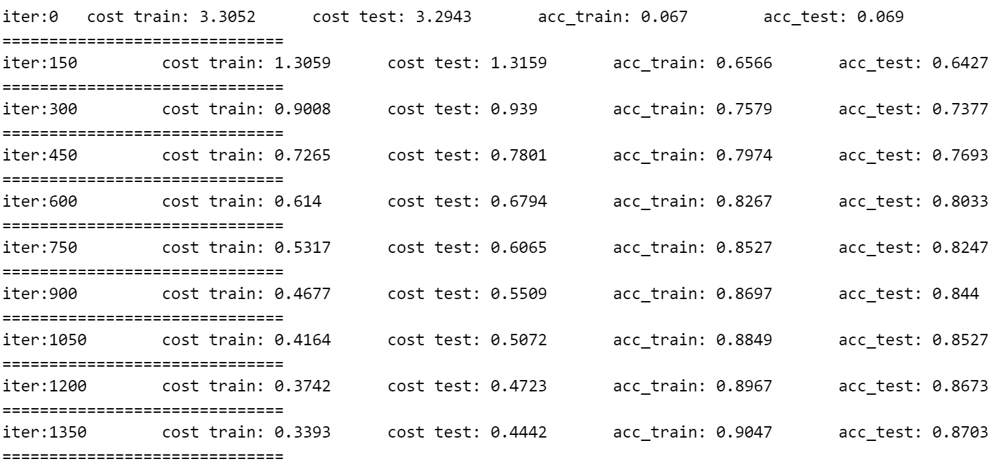 iter:0   cost train: 3.3052      cost test: 3.2943       acc_train: 0.067        acc_test: 0.069
==============================
iter:150         cost train: 1.3059      cost test: 1.3159       acc_train: 0.6566       acc_test: 0.6427
==============================
iter:300         cost train: 0.9008      cost test: 0.939        acc_train: 0.7579       acc_test: 0.7377
==============================
iter:450         cost train: 0.7265      cost test: 0.7801       acc_train: 0.7974       acc_test: 0.7693
==============================
iter:600         cost train: 0.614       cost test: 0.6794       acc_train: 0.8267       acc_test: 0.8033
==============================
iter:750         cost train: 0.5317      cost test: 0.6065       acc_train: 0.8527       acc_test: 0.8247
==============================
iter:900         cost train: 0.4677      cost test: 0.5509       acc_train: 0.8697       acc_test: 0.844
==============================
iter:1050        cost train: 0.4164      cost test: 0.5072       acc_train: 0.8849       acc_test: 0.8527
==============================
iter:1200        cost train: 0.3742      cost test: 0.4723       acc_train: 0.8967       acc_test: 0.8673
==============================
iter:1350        cost train: 0.3393      cost test: 0.4442       acc_train: 0.9047       acc_test: 0.8703
==============================